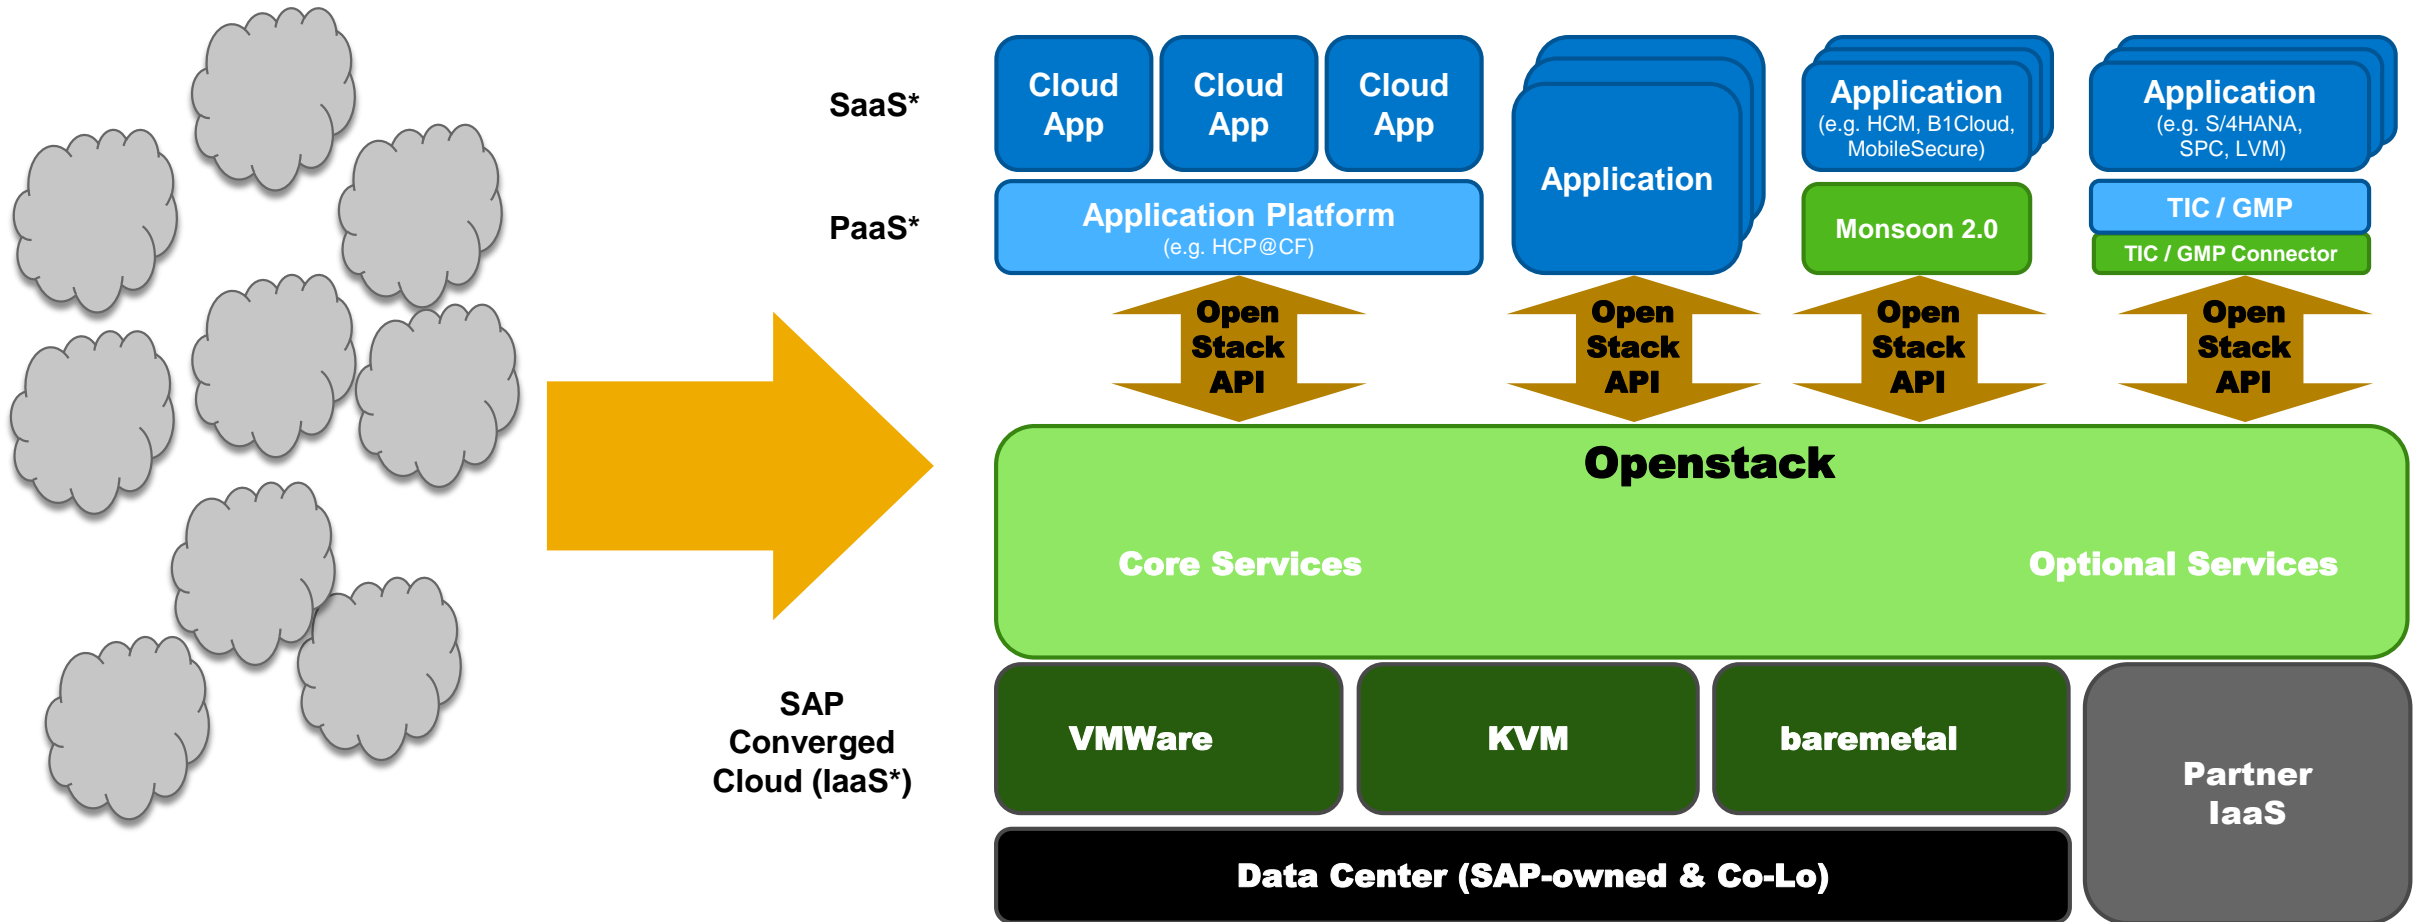 SaaS*
Cloud
App
Cloud
App
Cloud
App
Application
Application
(e.g. HCM, B1Cloud,
MobileSecure)
Application
(e.g. S/4HANA,
SPC, LVM)
PaaS*
Application Platform
(e.g. HCP@CF)
Monsoon 2.0
TIC / GMP
TIC / GMP Connector
Open
Stack
API
Open
Stack
API
Open
Stack
API
Open
Stack
API
Openstack
Core Services
Optional Services
SAP
Converged
Cloud (IaaS*)
VMWare
KVM
baremetal
Partner
IaaS
Data Center (SAP-owned & Co-Lo)